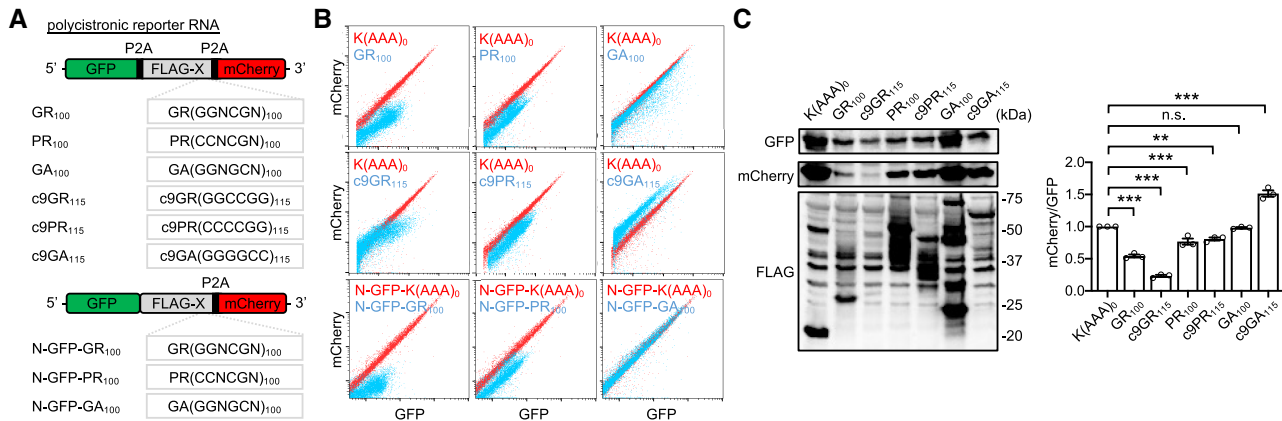 A
polycistronic reporter RNA
P2A P2A
5' GFP FLAG-X mCherry 3'
GR100 GR(GGNCGN)100
PR100 PR(CCNCGN)100
GA100 GA(GGNGCN)100
c9GR115 c9GR(GGCCGG)115
c9PR115 c9PR(CCCCGG)115
c9GA115 c9GA(GGGGCC)115
P2A
5' GFP FLAG-X mCherry 3'
N-GFP-GR100 GR(GGNCGN)100
N-GFP-PR100 PR(CCNCGN)100
N-GFP-GA100 GA(GGNGCN)100
B
K(AAA)0 K(AAA)0 K(AAA)0
GR100 PR100 GA100
mCherry
K(AAA)0 K(AAA)0 K(AAA)0
c9GR115 c9PR115 c9GA115
mCherry
N-GFP-K(AAA)0 N-GFP-K(AAA)0 N-GFP-K(AAA)0
N-GFP-GR100 N-GFP-PR100 N-GFP-GA100
mCherry
GFP GFP GFP
C
K(AAA)0 GR100 c9GR115 PR100 c9PR115 GA100 c9GA115
(kDa)
GFP
mCherry
FLAG
-75
-50
-37
-25
-20
***
n.s.
**
***
***
***
mCherry/GFP
2.0
1.5
1.0
0.5
0.0
K(AAA)0 GR100 c9GR115 PR100 c9PR115 GA100 c9GA115